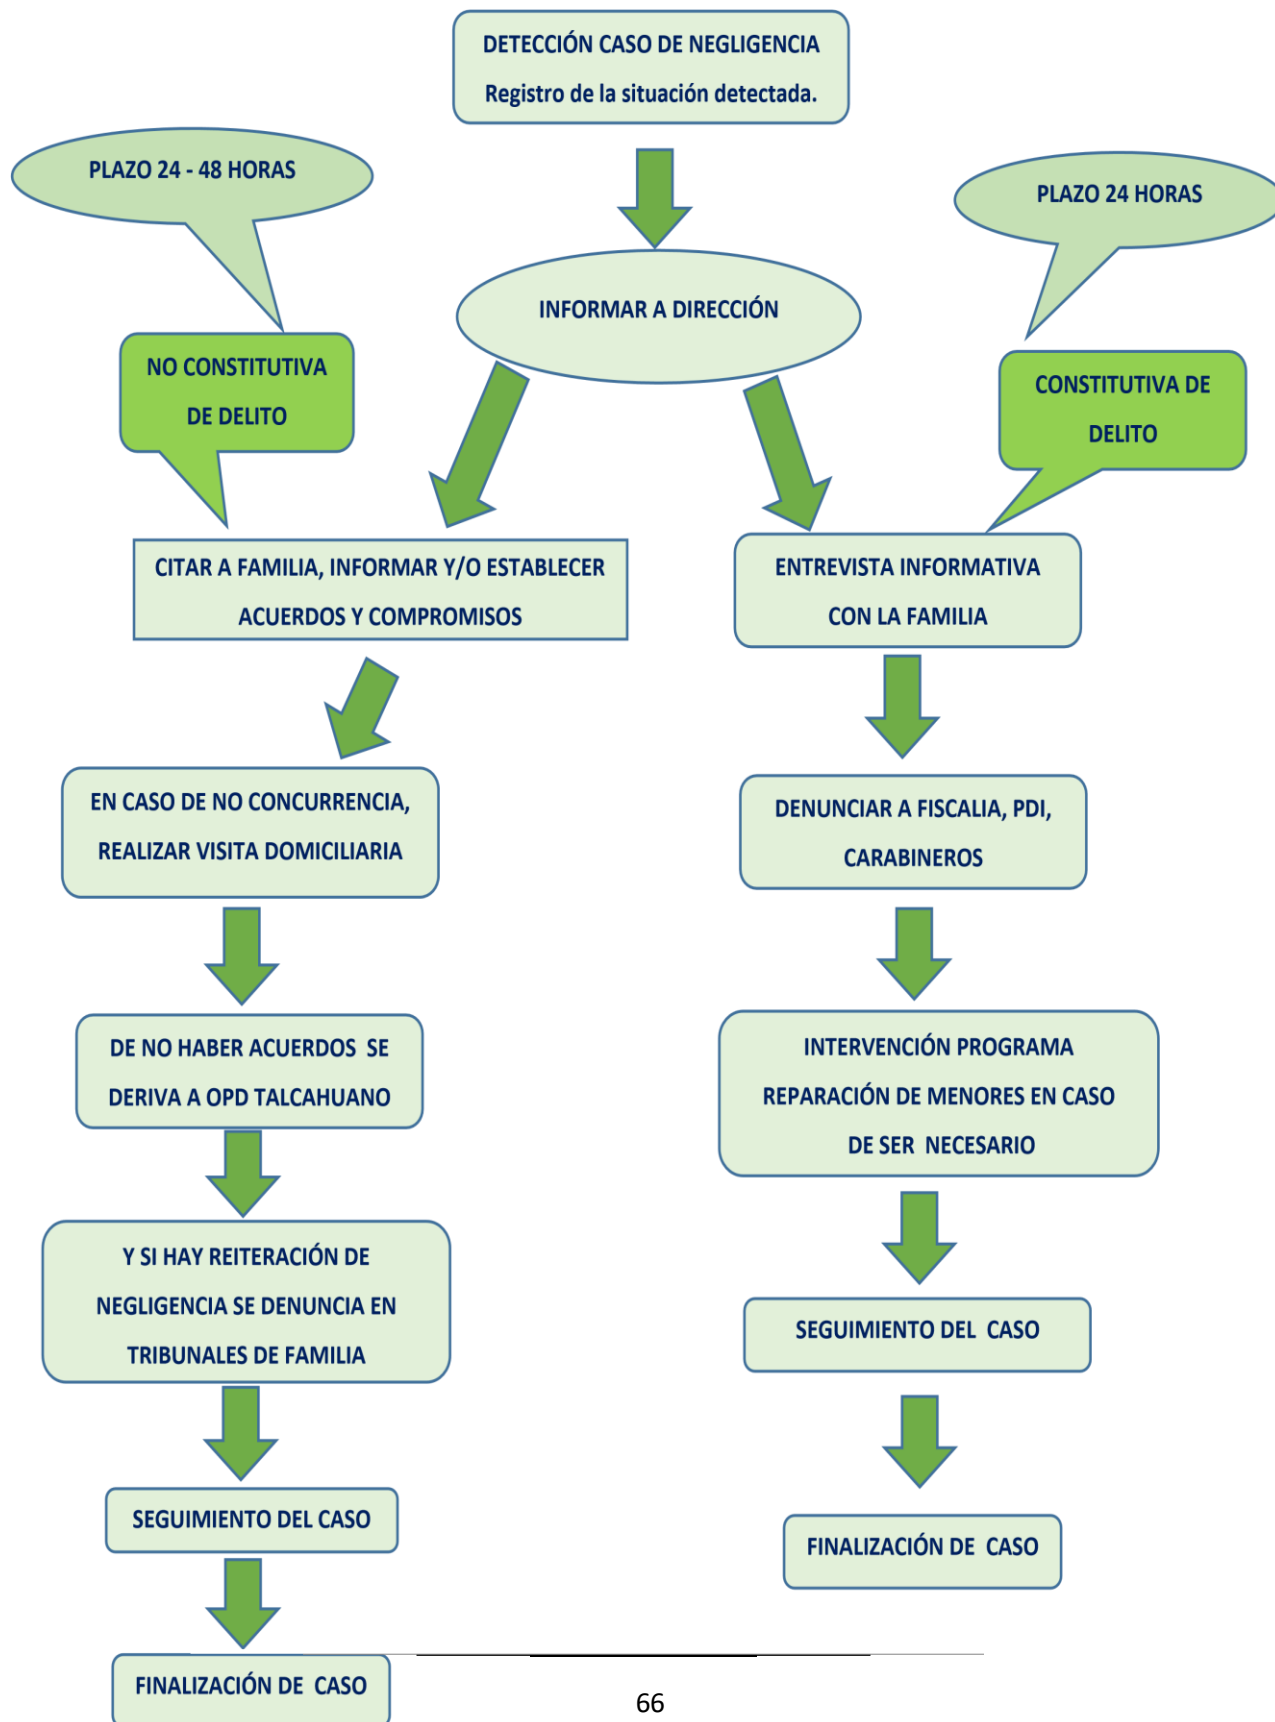 DETECCIÓN CASO DE NEGLIGENCIA
Registro de la situación detectada.
PLAZO 24 - 48 HORAS
PLAZO 24 HORAS
INFORMAR A DIRECCIÓN
NO CONSTITUTIVA
DE DELITO
CONSTITUTIVA DE
DELITO
CITAR A FAMILIA, INFORMAR Y/O ESTABLECER
ACUERDOS Y COMPROMISOS
ENTREVISTA INFORMATIVA
CON LA FAMILIA
EN CASO DE NO CONCURRENCIA,
REALIZAR VISITA DOMICILIARIA
DENUNCIAR A FISCALIA, PDI,
CARABINEROS
DE NO HABER ACUERDOS SE
DERIVA A OPD TALCAHUANO
INTERVENCIÓN PROGRAMA
REPARACIÓN DE MENORES EN CASO
DE SER NECESARIO
Y SI HAY REITERACIÓN DE
NEGLIGENCIA SE DENUNCIA EN
TRIBUNALES DE FAMILIA
SEGUIMIENTO DEL CASO
SEGUIMIENTO DEL CASO
FINALIZACIÓN DE CASO
FINALIZACIÓN DE CASO
66